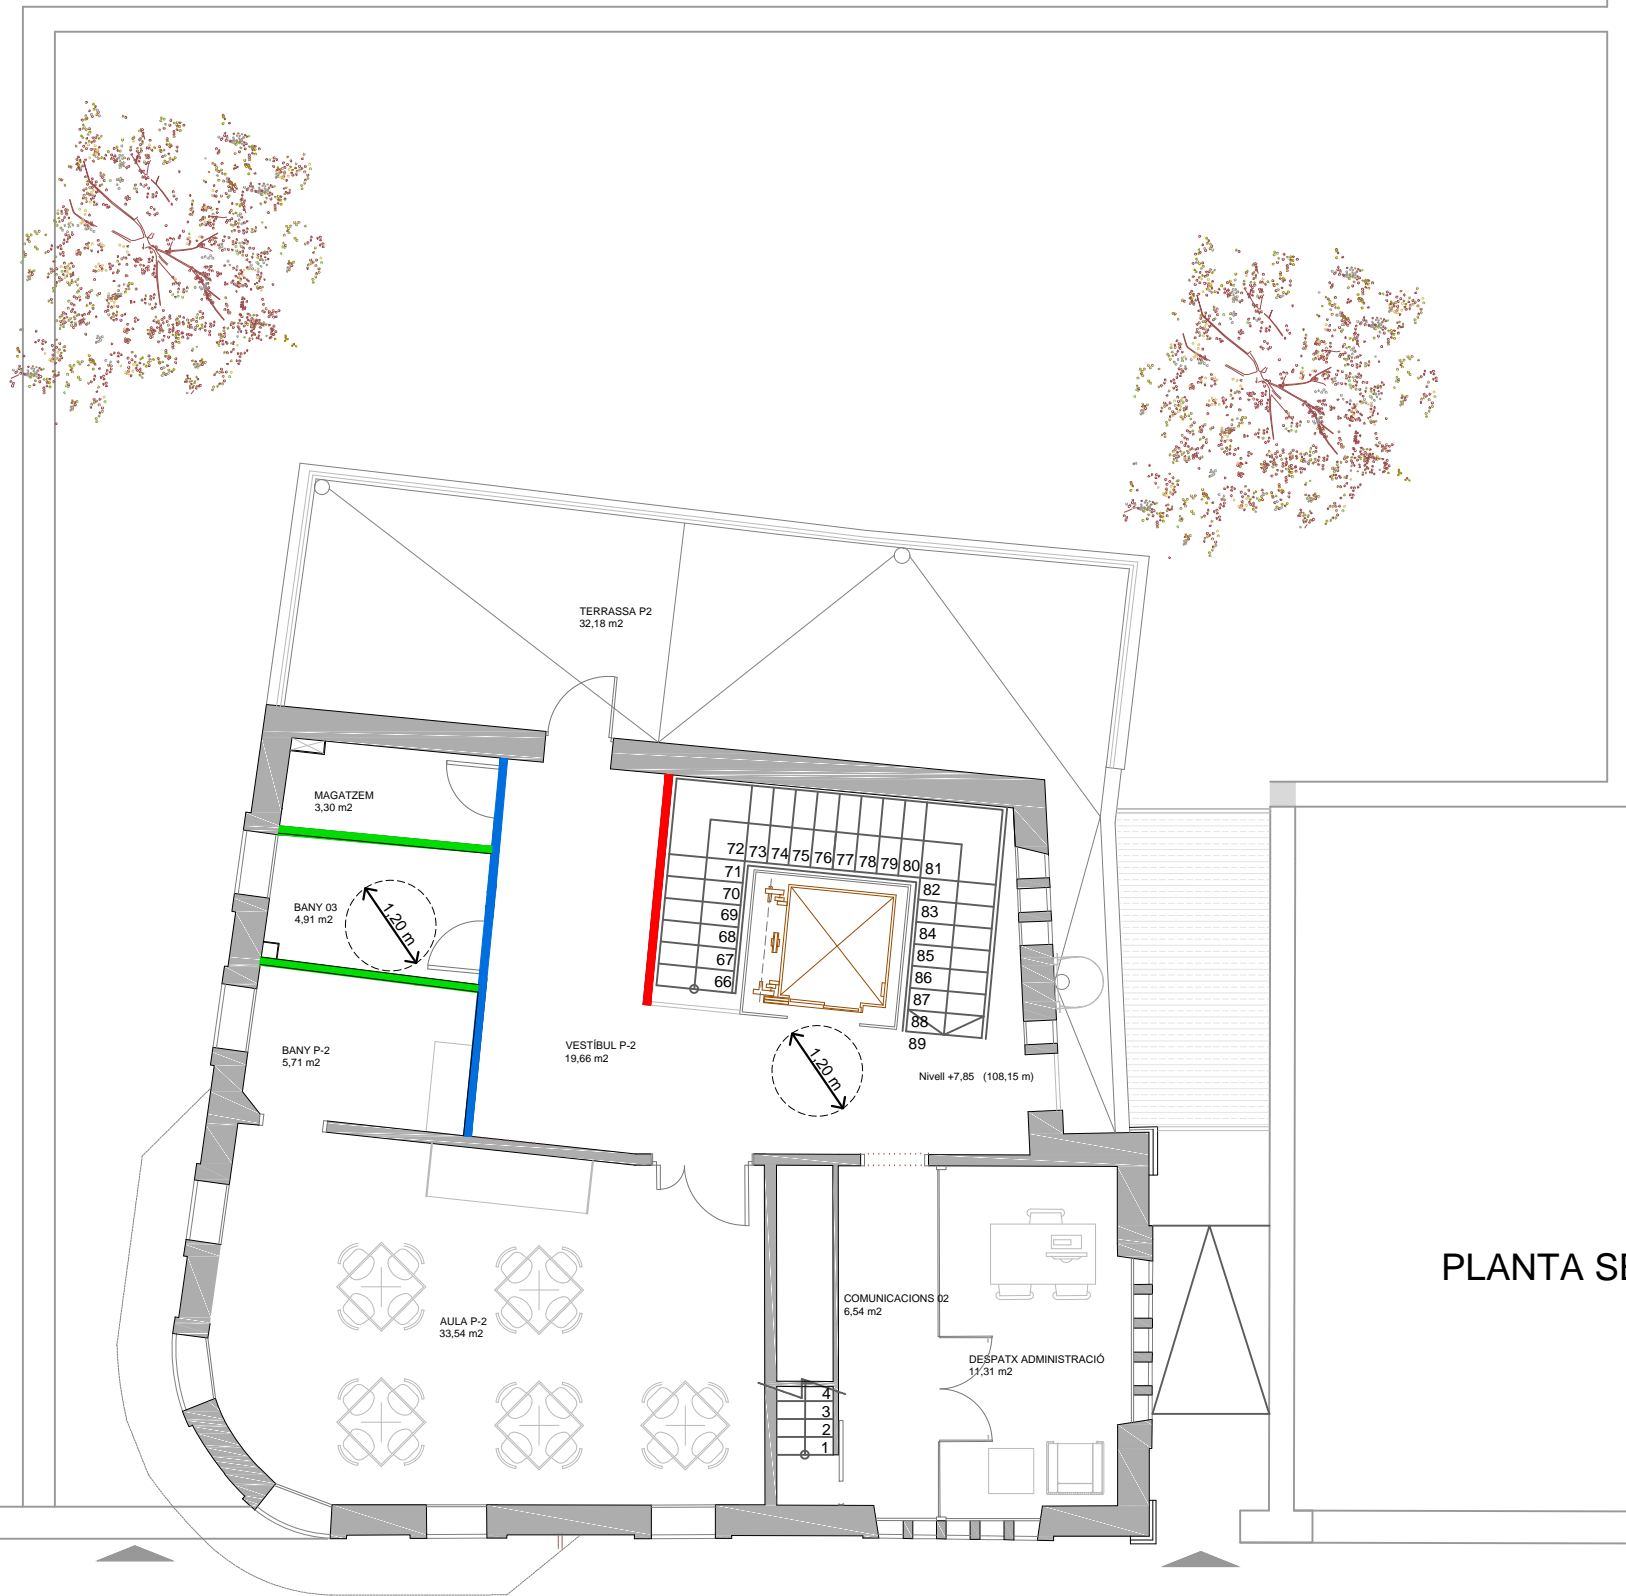 TERRASSA P2
32,18 m2
MAGATZEM
3,30 m2
72 73 74 75 76 77 78 79 80 81
71
70
69
68
67
66
82
83
84
85
86
87
88
89
BANY 03
4,91 m2
1,20 m
BANY P-2
5,71 m2
VESTÍBUL P-2
19,66 m2
1,20 m
Nivell +7,85 (108,15 m)
PLANTA SE
COMUNICACIONS 02
6,54 m2
AULA P-2
33,54 m2
DESPATX ADMINISTRACIÓ
11,31 m2
4
3
2
1